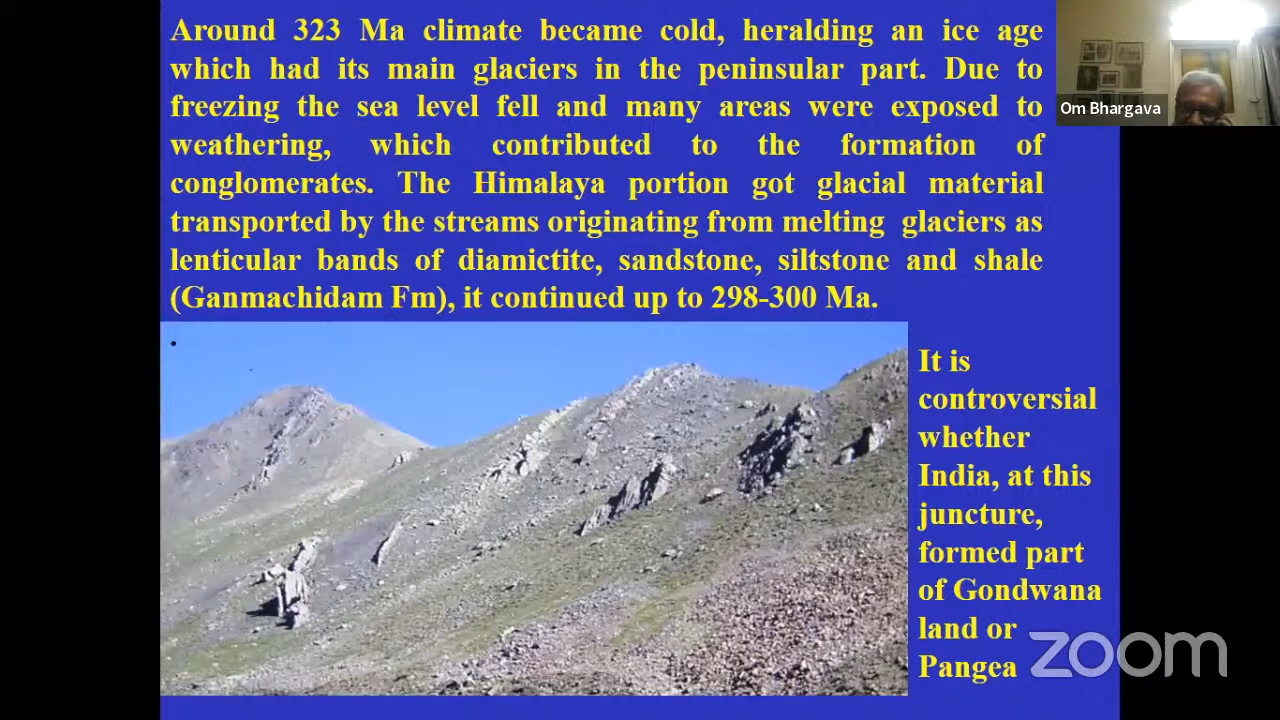 Around 323 Ma climate became cold, heralding an ice age
which had its main glaciers in the peninsular part. Due to
freezing the sea level fell and many areas were exposed to
weathering, which contributed to the formation of
conglomerates. The Himalaya portion got glacial material
transported by the streams originating from melting glaciers as
lenticular bands of diamictite, sandstone, siltstone and shale
(Ganmachidam Fm), it continued up to 298-300 Ma.
Om Bhargava
It is
controversial
whether
India, at this
juncture,
formed part
of Gondwana
land or
Pangea
zoom